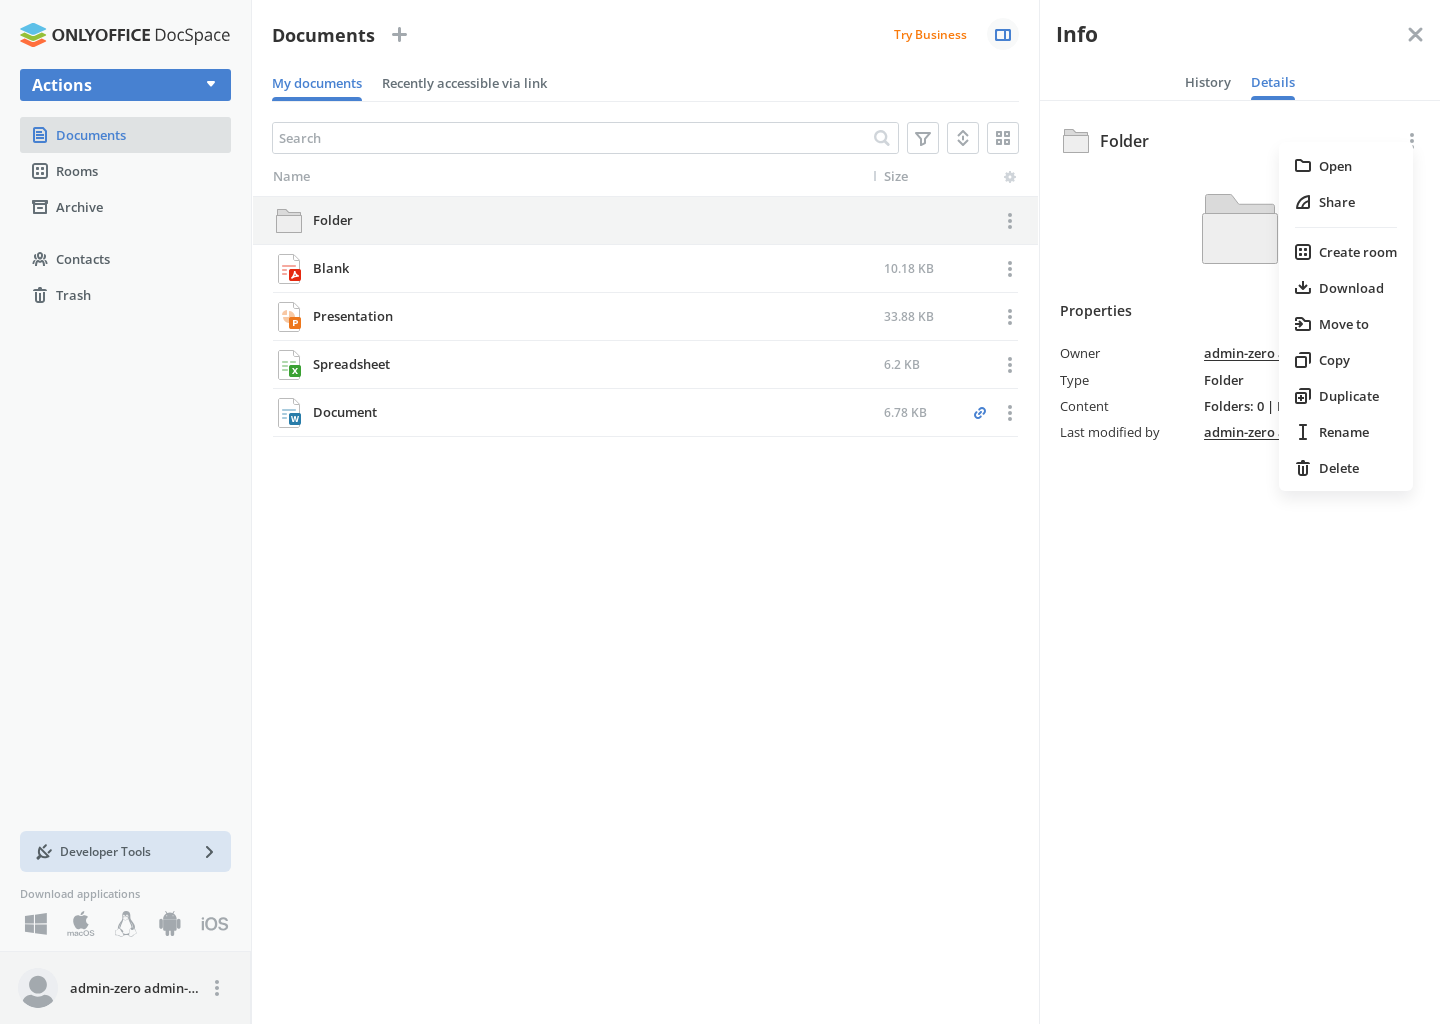 ONLYOFFICE DocSpace
Actions
Documents
Rooms
Archive
Contacts
Trash
Developer Tools
Download applications
macOS
iOS
admin-zero admin-...
Documents
Try Business
My documents
Recently accessible via link
Search
Name
Size
Folder
Blank
10.18 KB
Presentation
33.88 KB
Spreadsheet
6.2 KB
Document
6.78 KB
Info
History
Details
Folder
Properties
Owner
admin-zero
Type
Folder
Content
Folders: 0 |
Last modified by
admin-zero
Open
Share
Create room
Download
Move to
Copy
Duplicate
Rename
Delete